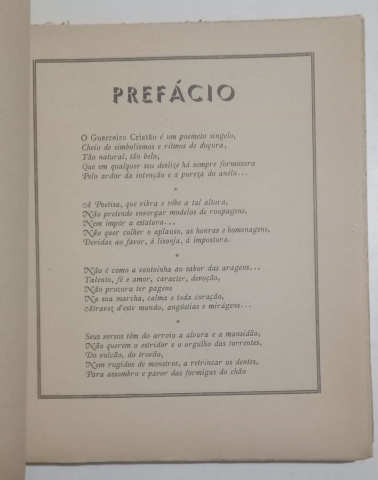 PREFÁCIO
O Guerreiro Cristão é um poemeto singelo,
Cheio de simbolismos e ritmos de doçura,
Tão natural, tão belo,
Que em qualquer seu deslize há sempre formosura
Pelo ardor da intenção e a pureza do anêlo...
*
A Poetisa, que vibra e sobe a tal altura,
Não pretende envergar modelos de roupagens,
Nem impôr a estatura...
Não quer colher o aplauso, as honras e homenagens,
Devidas ao favor, á lisonja, á impostura.
*
Não é como a ventoinha ao sabor das aragens...
Talento, fé e amor, caracter, devoção,
Não procura ter pagens
Na sua marcha, calma e toda coração,
Atravez d'este mundo, angústias e mirágens...
*
Seus versos têm do arroio a alvura e a mansidão,
Não querem o estridor e o orgulho das torrentes,
Do volcão, do trovão,
Nem rugidos de monstros, a retrincar os dentes,
Para assombro e pavor das formigas do chão